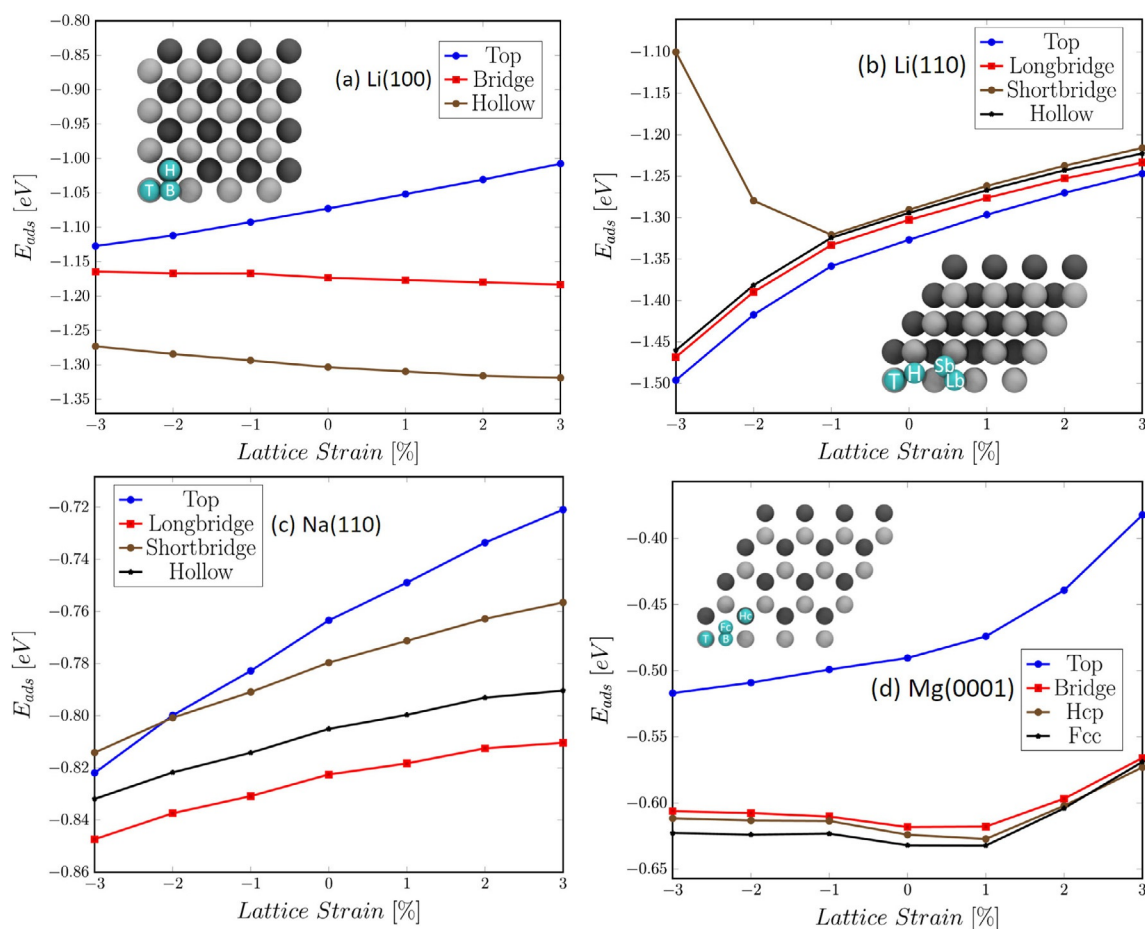 −0.80
−0.85
−0.90
−0.95
−1.00
−1.05
−1.10
−1.15
−1.20
−1.25
−1.30
−1.35
E_ads [eV]
(a) Li(100)
Top
Bridge
Hollow
H
T B
−3 −2 −1 0 1 2 3
Lattice Strain [%]
−1.10
−1.15
−1.20
−1.25
−1.30
−1.35
−1.40
−1.45
−1.50
E_ads [eV]
(b) Li(110)
Top
Longbridge
Shortbridge
Hollow
T H Sb Lb
−3 −2 −1 0 1 2 3
Lattice Strain [%]
−0.72
−0.74
−0.76
−0.78
−0.80
−0.82
−0.84
−0.86
E_ads [eV]
Top
Longbridge
Shortbridge
Hollow
(c) Na(110)
−3 −2 −1 0 1 2 3
Lattice Strain [%]
−0.40
−0.45
−0.50
−0.55
−0.60
−0.65
E_ads [eV]
Fc Hc
T B
(d) Mg(0001)
Top
Bridge
Hcp
Fcc
−3 −2 −1 0 1 2 3
Lattice Strain [%]